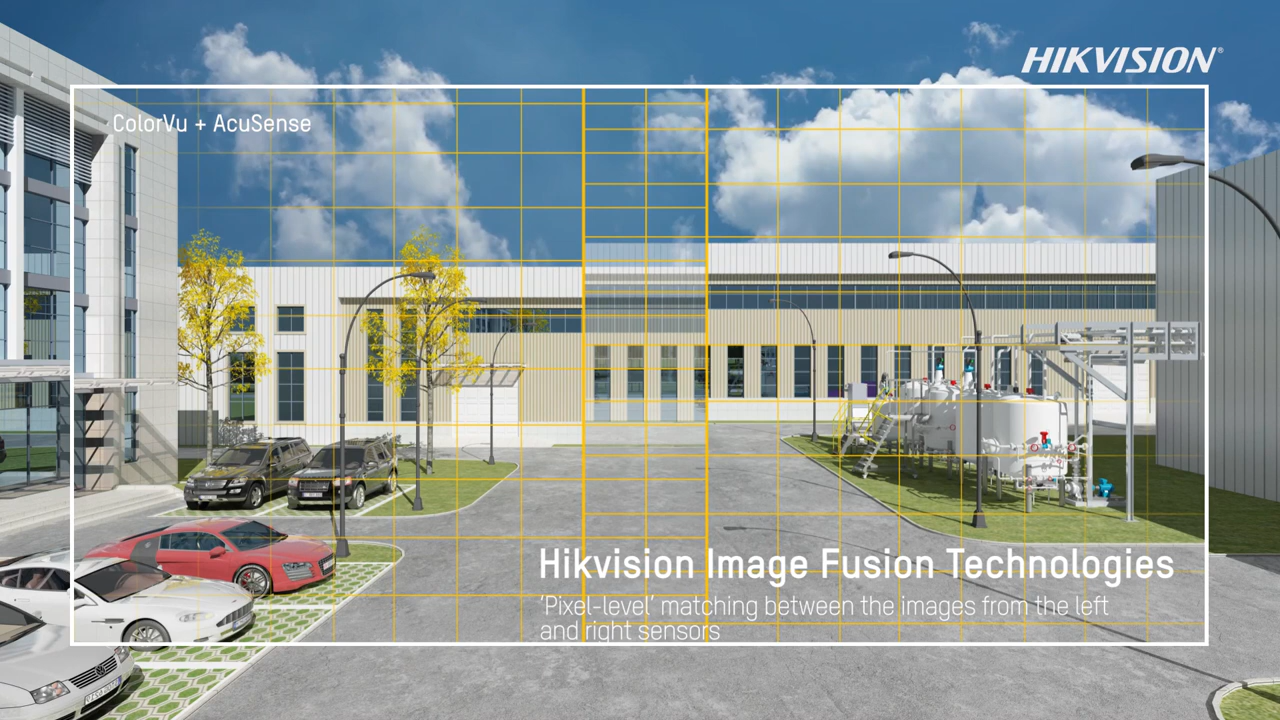 HIKVISION®
ColorVu + AcuSense
Hikvision Image Fusion Technologies
'Pixel-level' matching between the images from the left
and right sensors